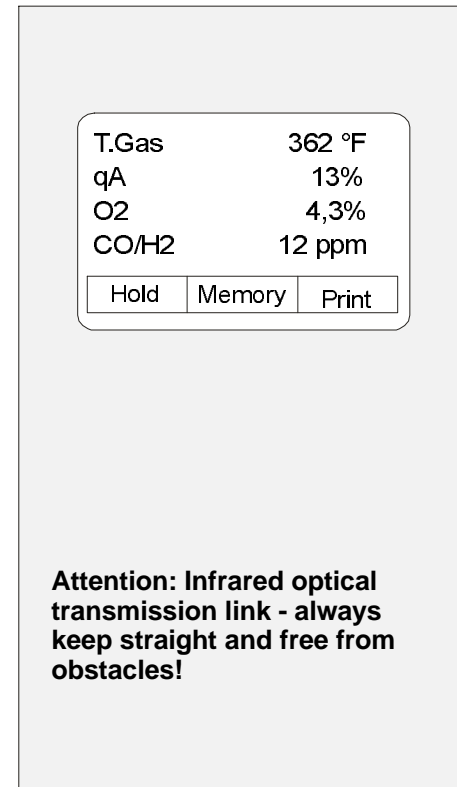 T.Gas 362 °F
qA 13%
O2 4,3%
CO/H2 12 ppm
Hold Memory Print
Attention: Infrared optical
transmission link - always
keep straight and free from
obstacles!